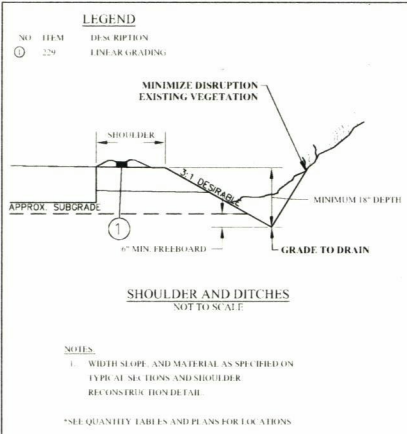 LEGEND
NO ITEM DESCRIPTION
1 229 LINEAR GRADING
MINIMIZE DISRUPTION
EXISTING VEGETATION
SHOULDER
3:1 DESIRABLE
MINIMUM 18" DEPTH
APPROX. SUBGRADE
1
6" MIN. FREEBOARD
GRADE TO DRAIN
SHOULDER AND DITCHES
NOT TO SCALE
NOTES
1. WIDTH SLOPE, AND MATERIAL AS SPECIFIED ON
TYPICAL SECTIONS AND SHOULDER
RECONSTRUCTION DETAIL
*SEE QUANTITY TABLES AND PLANS FOR LOCATIONS